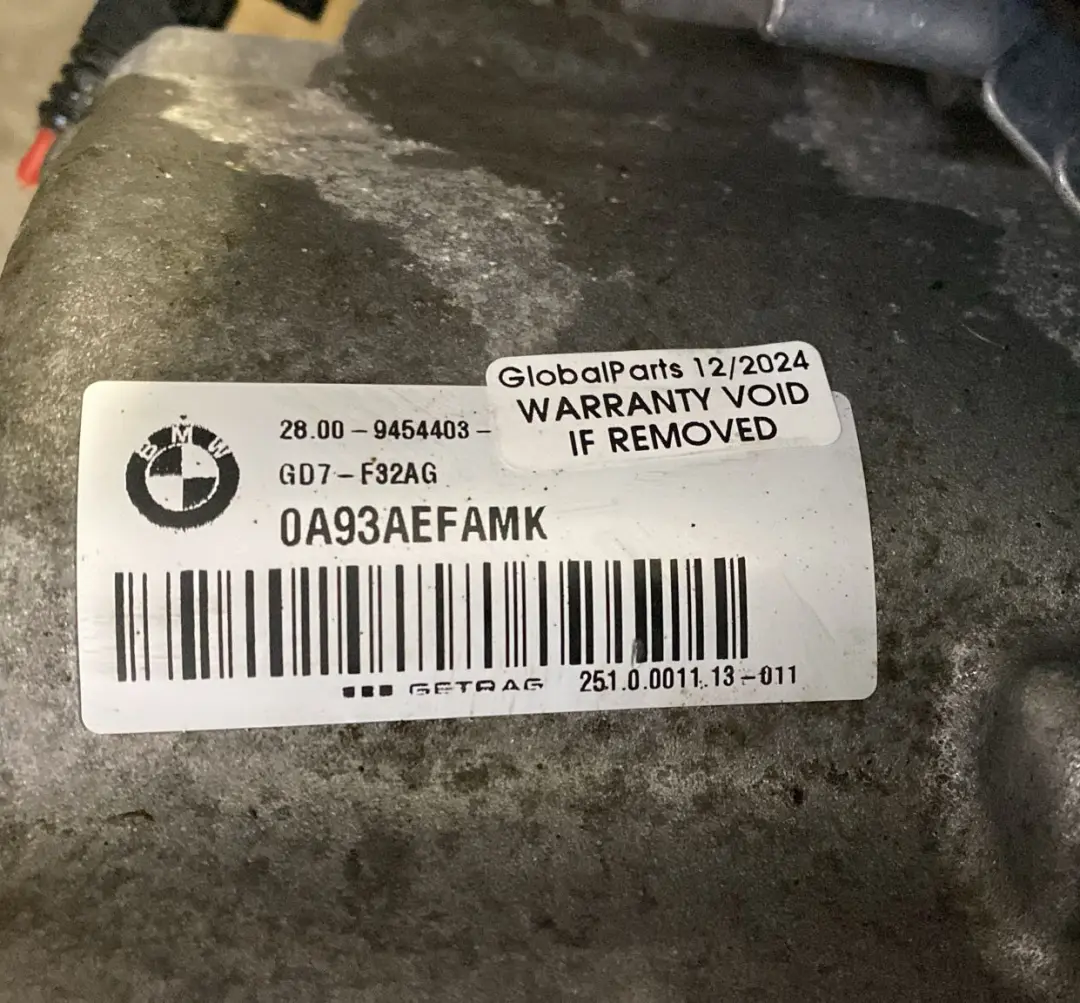 GlobalParts 12/2024
WARRANTY VOID
IF REMOVED
BMW
28.00-9454403-
GD7-F32AG
0A93AEFAMK
GETRAG 251.0.0011.13-011